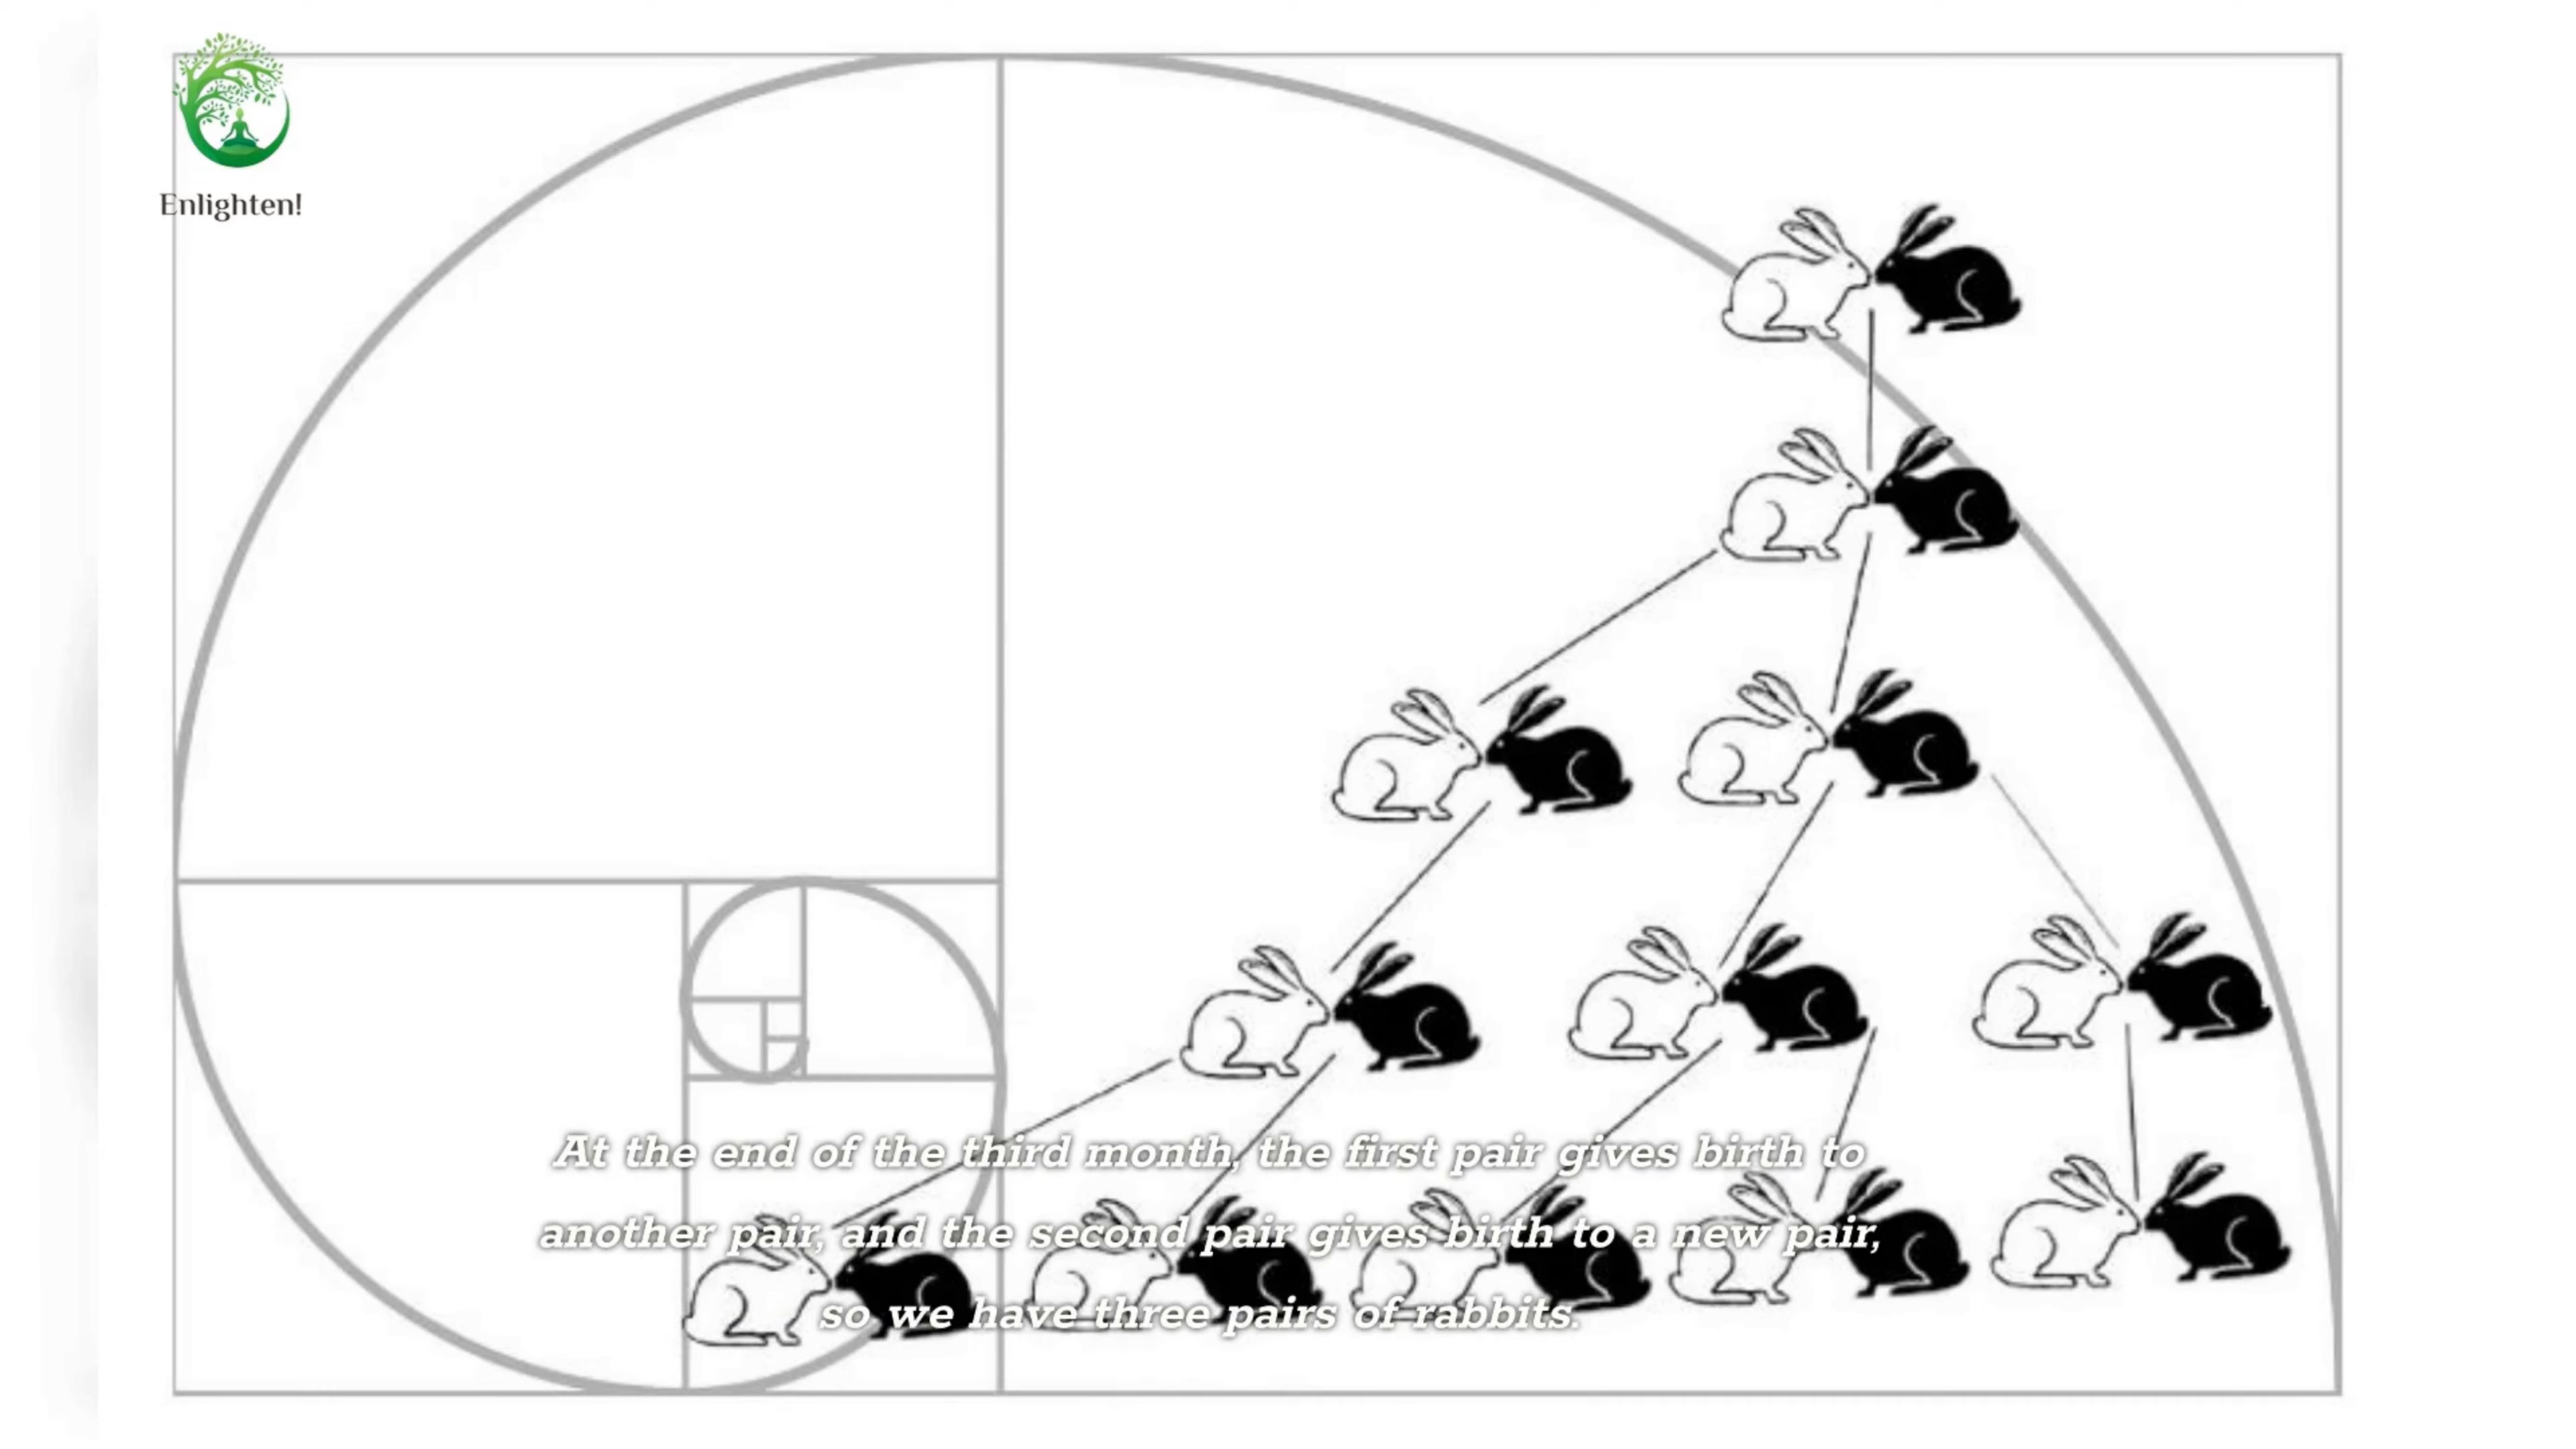 Enlighten!
At the end of the third month, the first pair gives birth to
another pair, and the second pair gives birth to a new pair,
so we have three pairs of rabbits.